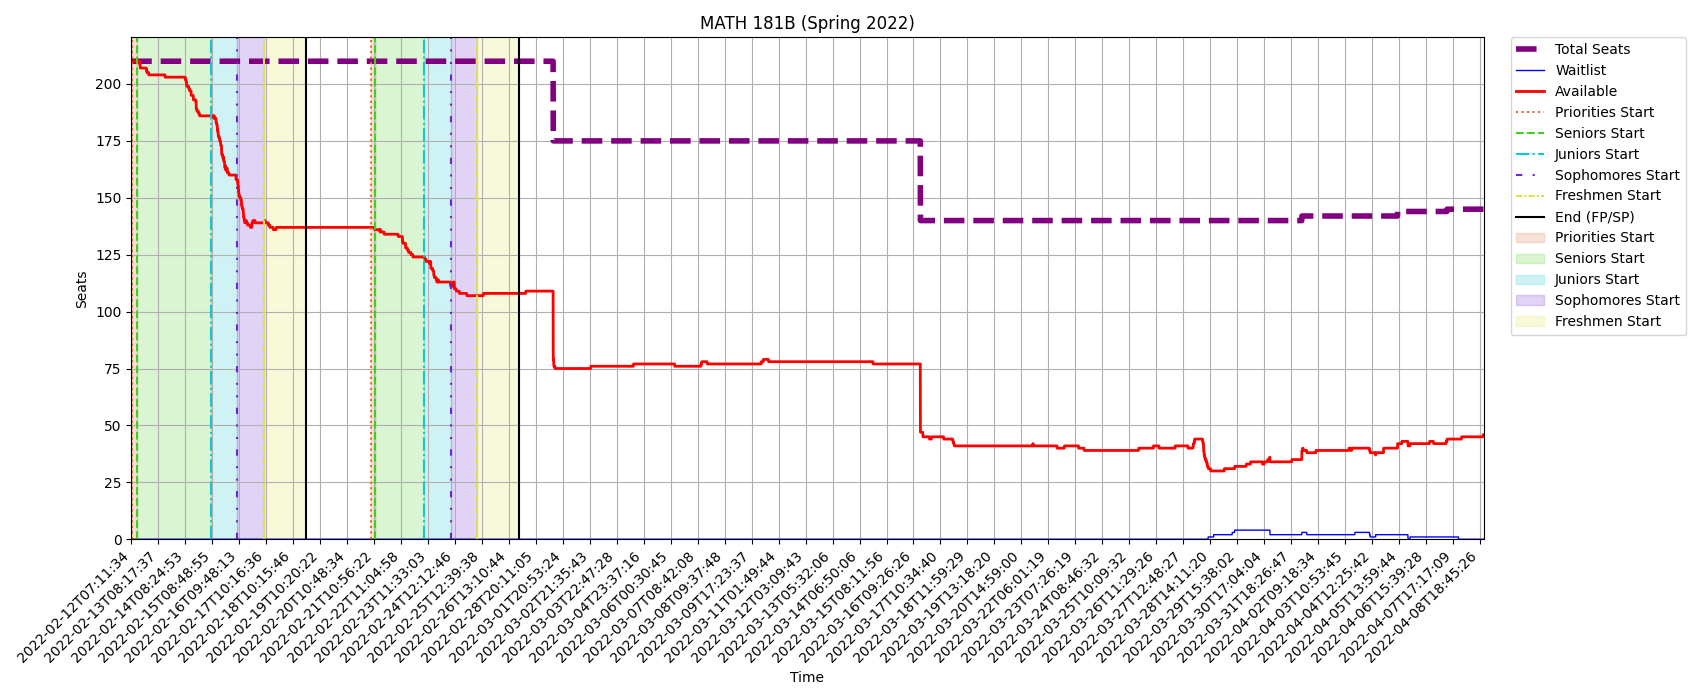 MATH 181B (Spring 2022)
Seats
200
175
150
125
100
75
50
25
0
2022-02-12T07:11:34
2022-02-13T08:17:37
2022-02-14T08:24:53
2022-02-15T08:48:55
2022-02-16T09:48:13
2022-02-17T10:16:36
2022-02-18T10:15:46
2022-02-19T10:20:22
2022-02-20T10:48:34
2022-02-21T10:56:22
2022-02-22T11:04:58
2022-02-23T11:33:03
2022-02-24T12:12:46
2022-02-25T12:39:38
2022-02-26T13:10:44
2022-02-28T20:11:05
2022-03-01T20:53:24
2022-03-02T21:35:43
2022-03-03T22:47:28
2022-03-04T23:37:16
2022-03-06T00:30:45
2022-03-07T08:42:08
2022-03-08T09:37:48
2022-03-09T17:23:37
2022-03-11T01:49:44
2022-03-12T03:09:43
2022-03-13T05:32:06
2022-03-14T06:50:06
2022-03-15T08:11:56
2022-03-16T09:26:26
2022-03-17T10:34:40
2022-03-18T11:59:29
2022-03-19T13:18:20
2022-03-20T14:59:00
2022-03-22T06:01:19
2022-03-23T07:26:19
2022-03-24T08:46:32
2022-03-25T10:09:32
2022-03-26T11:29:26
2022-03-27T12:48:27
2022-03-28T14:11:20
2022-03-29T15:38:02
2022-03-30T17:04:04
2022-03-31T18:26:47
2022-04-02T09:18:34
2022-04-03T10:53:45
2022-04-04T12:25:42
2022-04-05T13:59:44
2022-04-06T15:39:28
2022-04-07T17:17:09
2022-04-08T18:45:26
Time
Total Seats
Waitlist
Available
Priorities Start
Seniors Start
Juniors Start
Sophomores Start
Freshmen Start
End (FP/SP)
Priorities Start
Seniors Start
Juniors Start
Sophomores Start
Freshmen Start